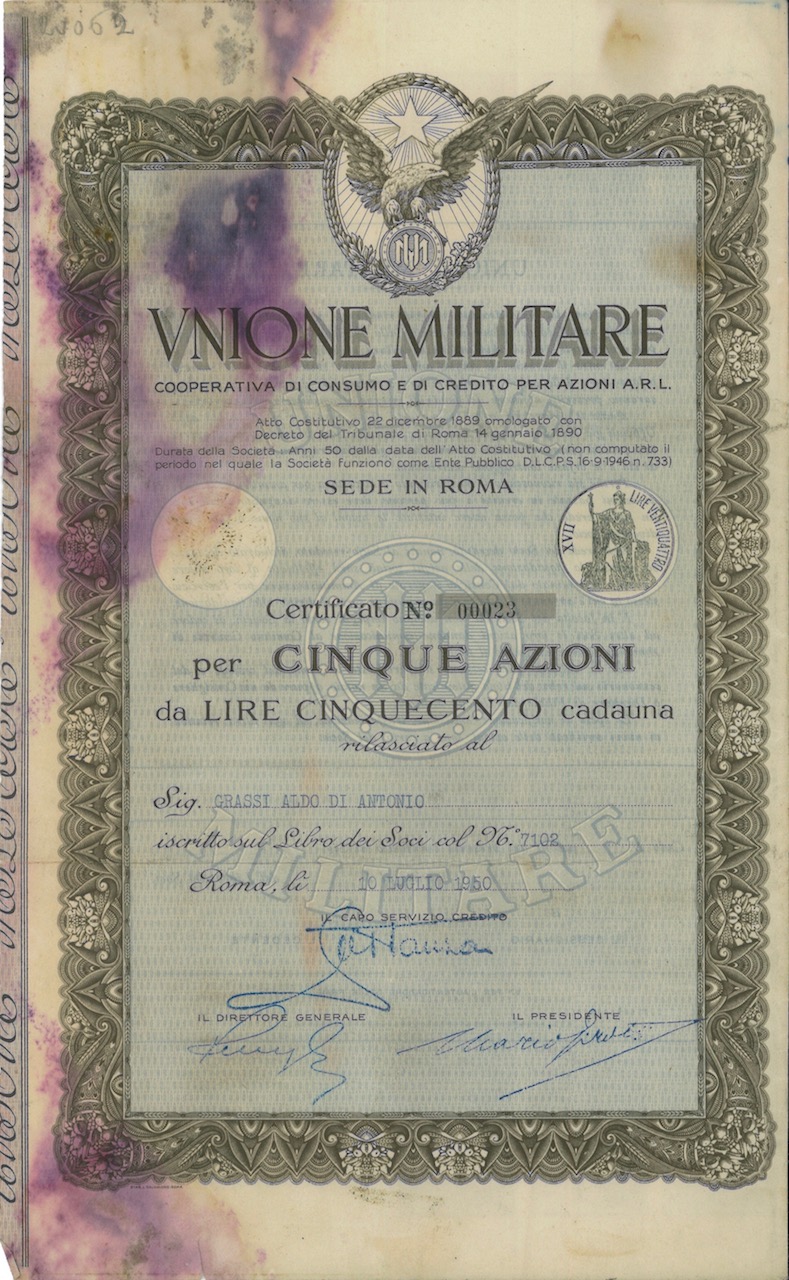 VNIONE MILITARE
COOPERATIVA DI CONSUMO E DI CREDITO PER AZIONI A.R.L.
Atto Costitutivo 22 dicembre 1889 omologato con
Decreto del Tribunale di Roma 14 gennaio 1890
Durata della Società: Anni 50 dalla data dell'Atto Costitutivo (non computato il
periodo nel quale la Società funzionò come Ente Pubblico D.L.C.P.S. 16-9-1946 n. 733)
SEDE IN ROMA
XVII LIRE VENTIQUATTRO
Certificato Nº 00023
per CINQUE AZIONI
da LIRE CINQUECENTO cadauna
rilasciato al
Sig. GRASSI ALDO DI ANTONIO
iscritto sul Libro dei Soci col N.º 7102
MILITARE
Roma, lì 10 LUGLIO 1950
IL CAPO SERVIZIO CREDITO
IL DIRETTORE GENERALE IL PRESIDENTE
Mario